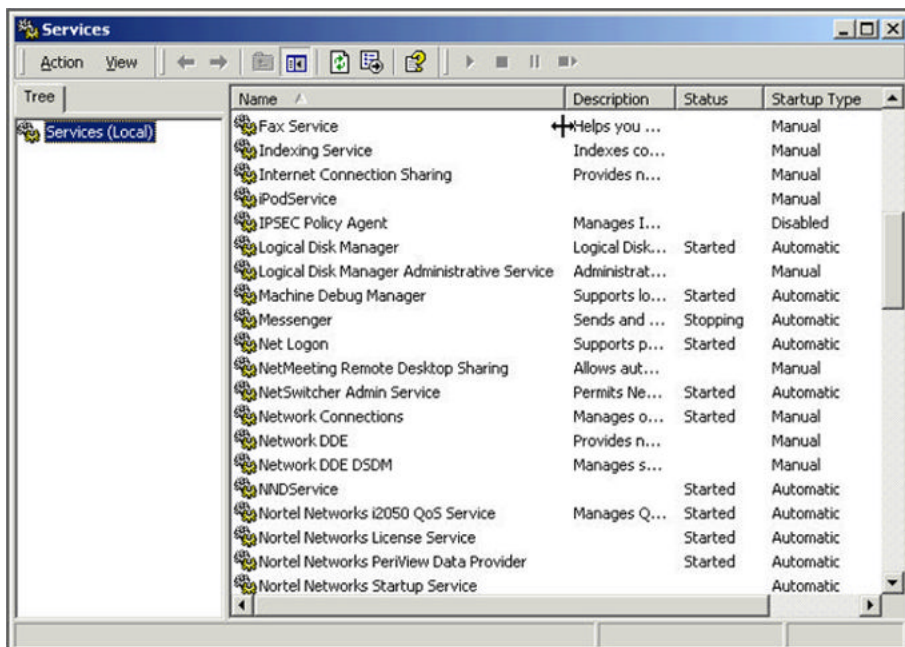 Services
Action View
Tree
Services (Local)
Name Description Status Startup Type
Fax Service Helps you ... Manual
Indexing Service Indexes co... Manual
Internet Connection Sharing Provides n... Manual
iPodService Manual
IPSEC Policy Agent Manages I... Disabled
Logical Disk Manager Logical Disk... Started Automatic
Logical Disk Manager Administrative Service Administrat... Manual
Machine Debug Manager Supports lo... Started Automatic
Messenger Sends and ... Stopping Automatic
Net Logon Supports p... Started Automatic
NetMeeting Remote Desktop Sharing Allows aut... Manual
NetSwitcher Admin Service Permits Ne... Started Automatic
Network Connections Manages o... Started Manual
Network DDE Provides n... Manual
Network DDE DSDM Manages s... Manual
NNDService Started Automatic
Nortel Networks i2050 QoS Service Manages Q... Started Automatic
Nortel Networks License Service Started Automatic
Nortel Networks PeriView Data Provider Started Automatic
Nortel Networks Startup Service Automatic